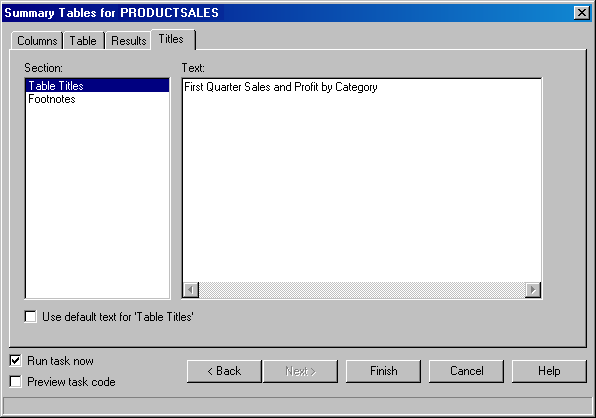 Summary Tables for PRODUCTSALES
Columns Table Results Titles
Section: Text:
Table Titles
Footnotes
First Quarter Sales and Profit by Category
Use default text for 'Table Titles'
Run task now
Preview task code
< Back Next > Finish Cancel Help